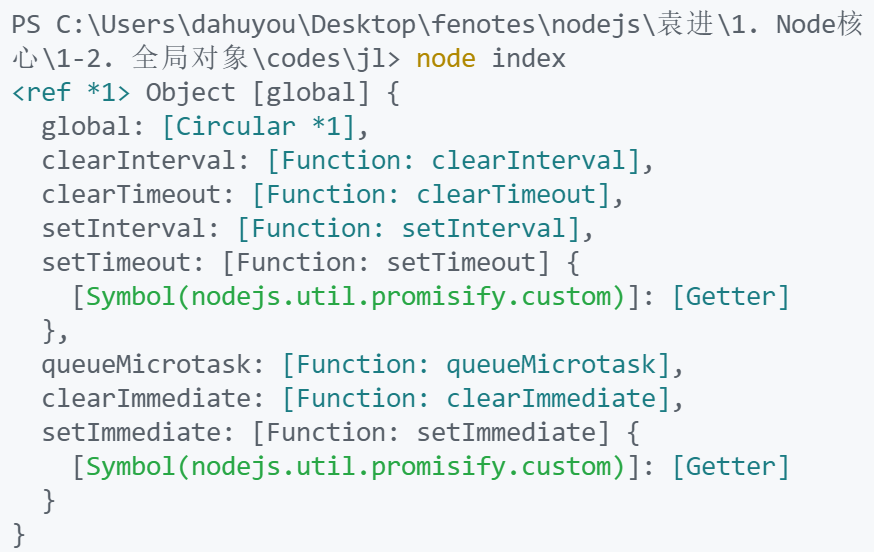 PS C:\Users\dahuyou\Desktop\fenotes\nodejs\袁进\1. Node核
心\1-2. 全局对象\codes\jl> node index
<ref *1> Object [global] {
  global: [Circular *1],
  clearInterval: [Function: clearInterval],
  clearTimeout: [Function: clearTimeout],
  setInterval: [Function: setInterval],
  setTimeout: [Function: setTimeout] {
    [Symbol(nodejs.util.promisify.custom)]: [Getter]
  },
  queueMicrotask: [Function: queueMicrotask],
  clearImmediate: [Function: clearImmediate],
  setImmediate: [Function: setImmediate] {
    [Symbol(nodejs.util.promisify.custom)]: [Getter]
  }
}